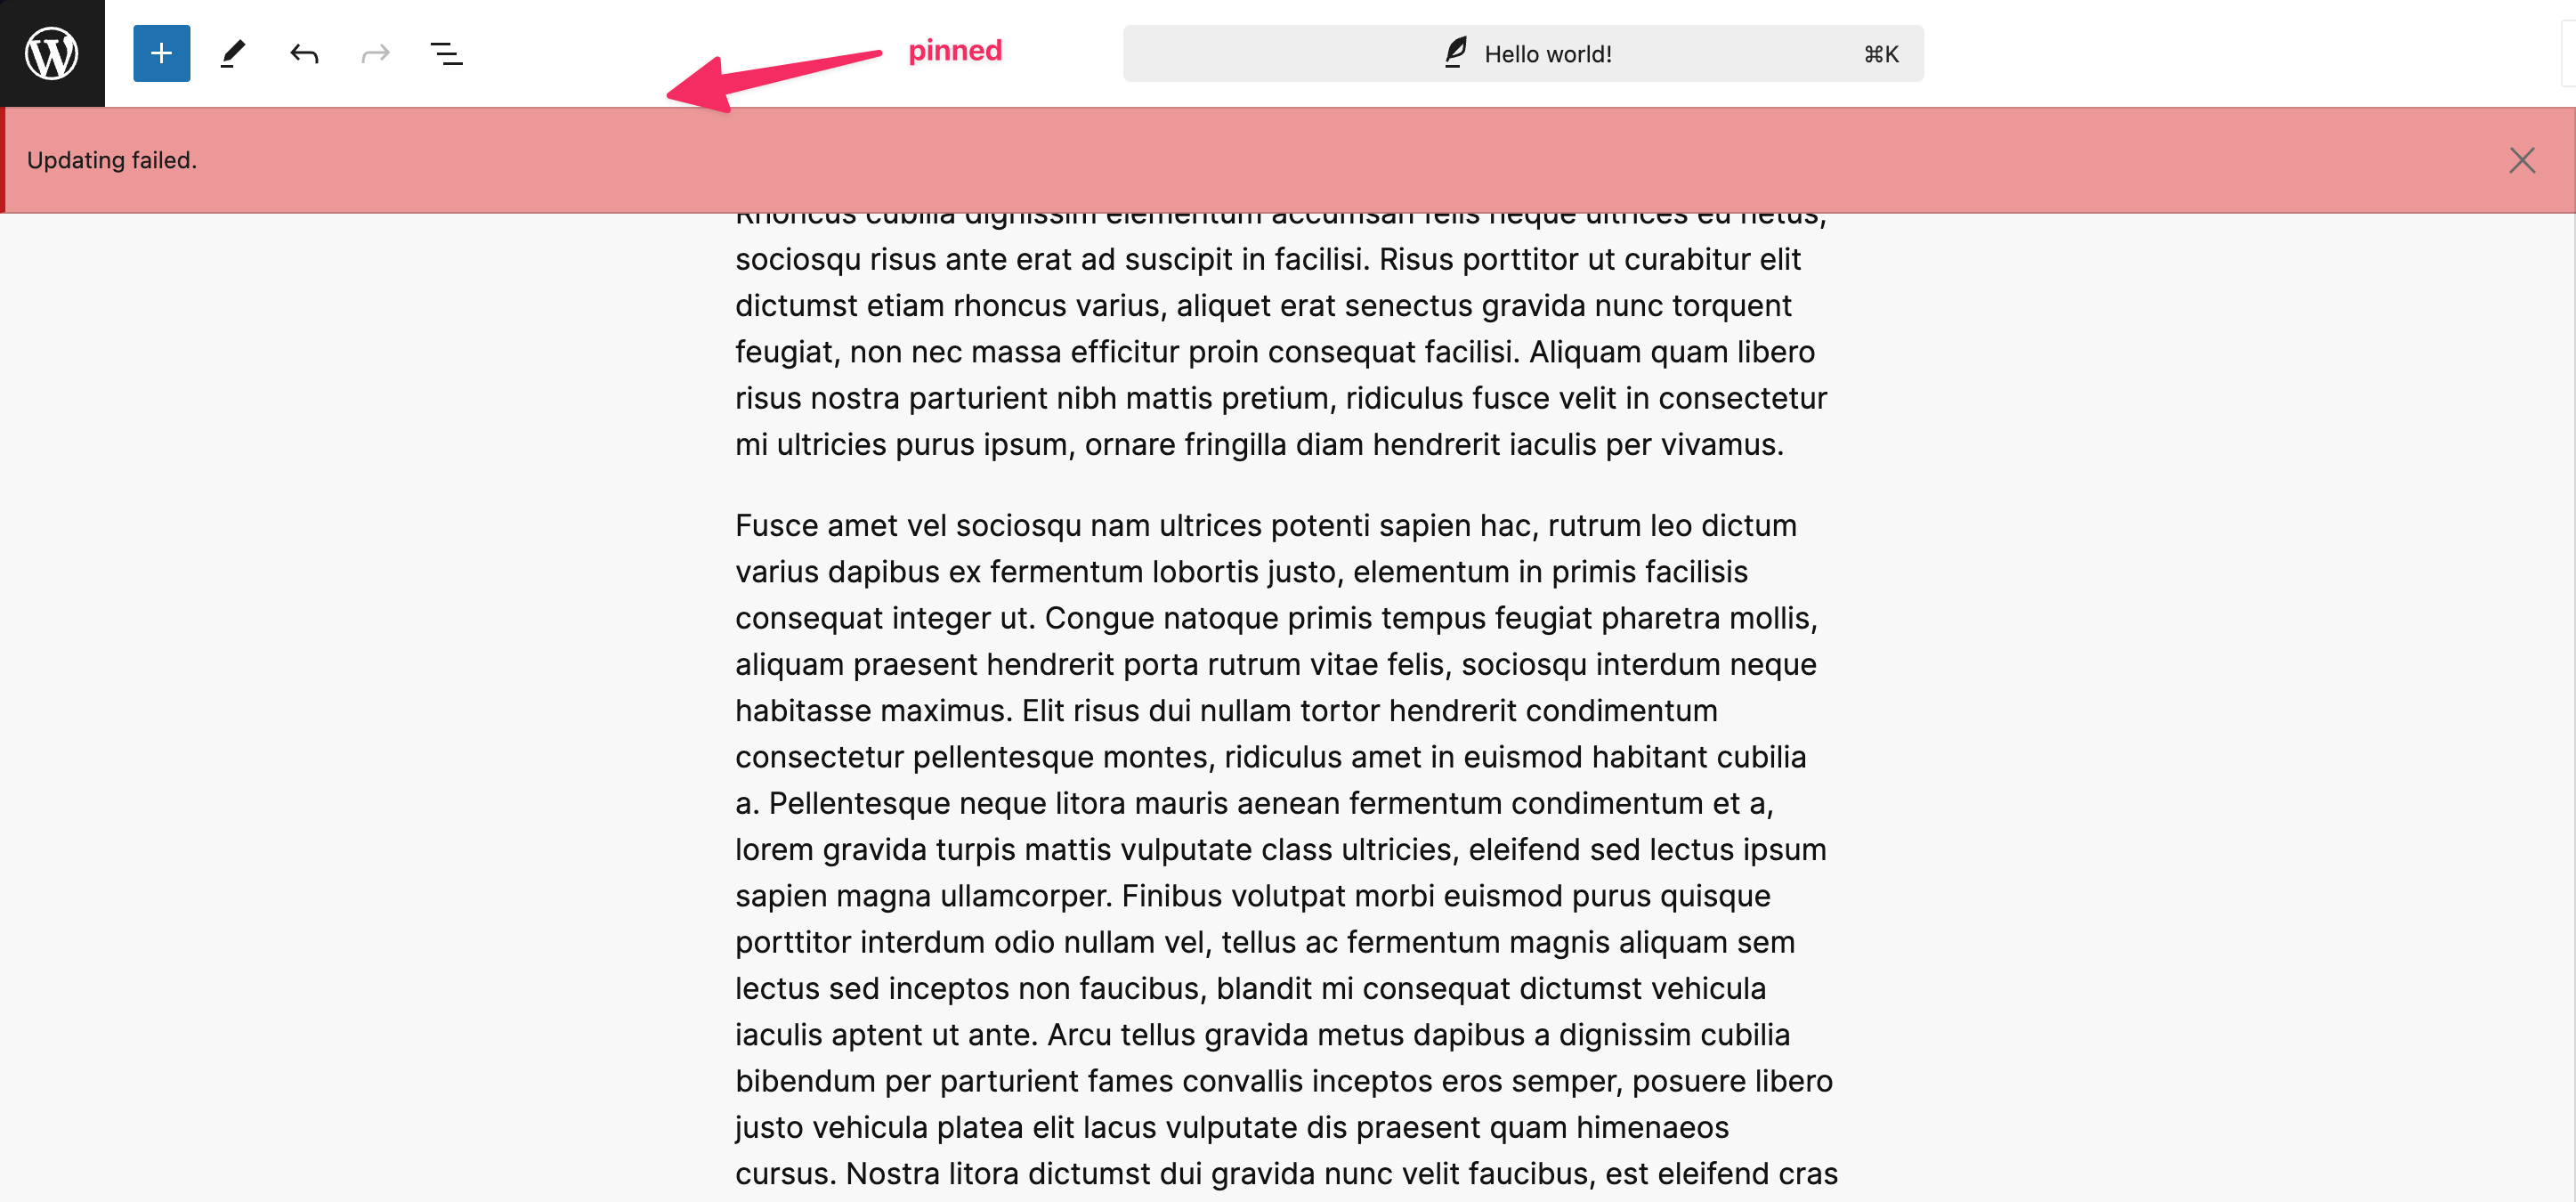 pinned
Hello world!
⌘K
Updating failed.
Rhoncus cubilia dignissim elementum accumsan felis neque ultrices eu netus,
sociosqu risus ante erat ad suscipit in facilisi. Risus porttitor ut curabitur elit
dictumst etiam rhoncus varius, aliquet erat senectus gravida nunc torquent
feugiat, non nec massa efficitur proin consequat facilisi. Aliquam quam libero
risus nostra parturient nibh mattis pretium, ridiculus fusce velit in consectetur
mi ultricies purus ipsum, ornare fringilla diam hendrerit iaculis per vivamus.
Fusce amet vel sociosqu nam ultrices potenti sapien hac, rutrum leo dictum
varius dapibus ex fermentum lobortis justo, elementum in primis facilisis
consequat integer ut. Congue natoque primis tempus feugiat pharetra mollis,
aliquam praesent hendrerit porta rutrum vitae felis, sociosqu interdum neque
habitasse maximus. Elit risus dui nullam tortor hendrerit condimentum
consectetur pellentesque montes, ridiculus amet in euismod habitant cubilia
a. Pellentesque neque litora mauris aenean fermentum condimentum et a,
lorem gravida turpis mattis vulputate class ultricies, eleifend sed lectus ipsum
sapien magna ullamcorper. Finibus volutpat morbi euismod purus quisque
porttitor interdum odio nullam vel, tellus ac fermentum magnis aliquam sem
lectus sed inceptos non faucibus, blandit mi consequat dictumst vehicula
iaculis aptent ut ante. Arcu tellus gravida metus dapibus a dignissim cubilia
bibendum per parturient fames convallis inceptos eros semper, posuere libero
justo vehicula platea elit lacus vulputate dis praesent quam himenaeos
cursus. Nostra litora dictumst dui gravida nunc velit faucibus, est eleifend cras